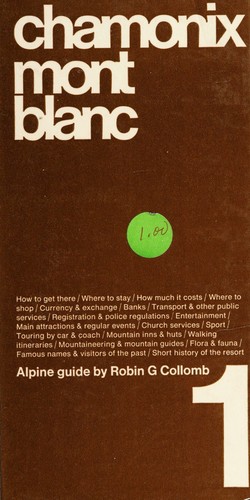 chamonix
mont
blanc
1.00
How to get there / Where to stay / How much it costs / Where to
shop / Currency & exchange / Banks / Transport & other public
services / Registration & police regulations / Entertainment /
Main attractions & regular events / Church services / Sport /
Touring by car & coach / Mountain inns & huts / Walking
itineraries / Mountaineering & mountain guides / Flora & fauna /
Famous names & visitors of the past / Short history of the resort
Alpine guide by Robin G Collomb
1